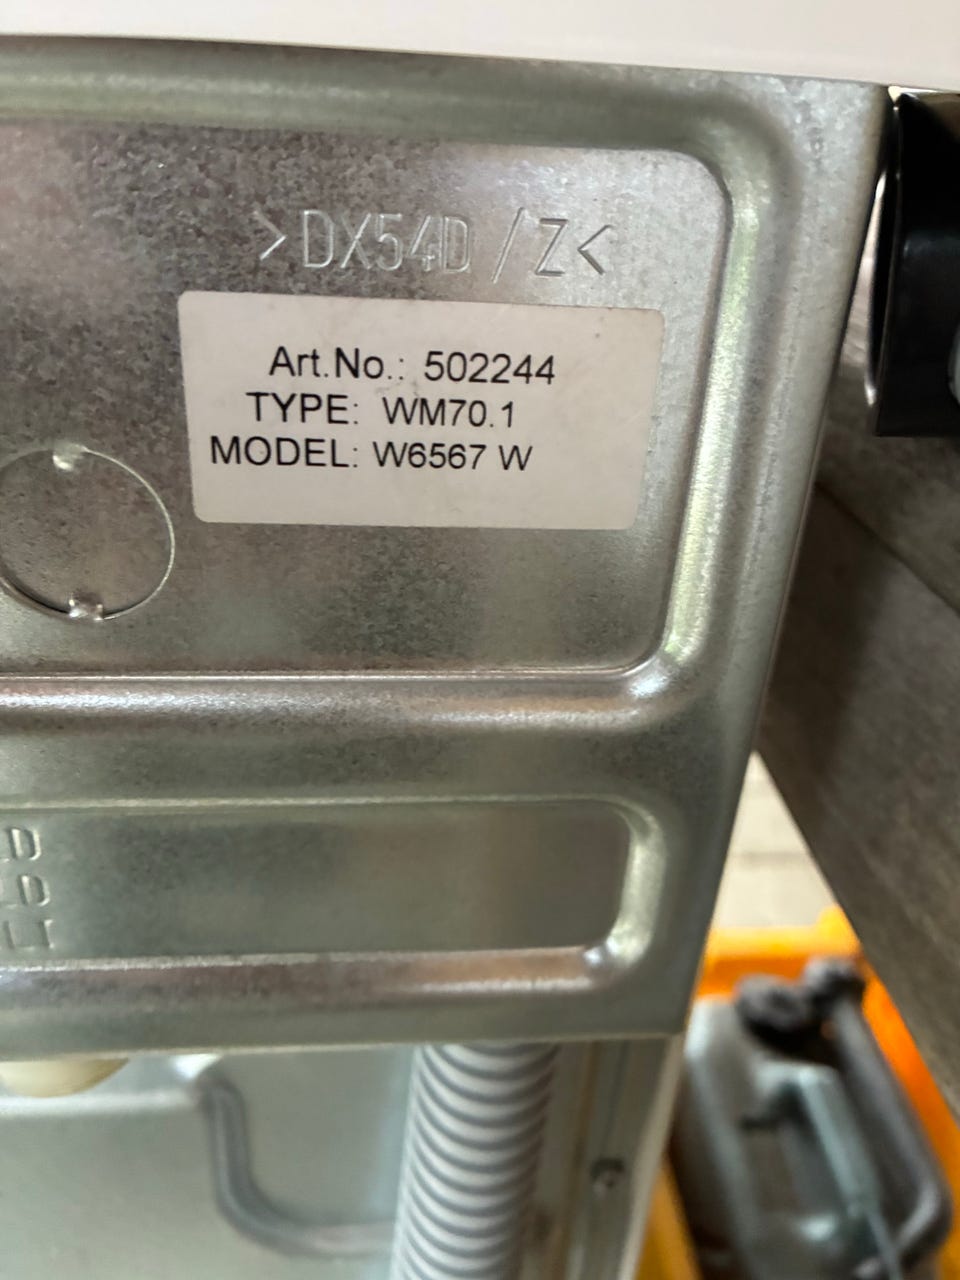 >DX54D/Z<
Art.No.: 502244
TYPE: WM70.1
MODEL: W6567 W